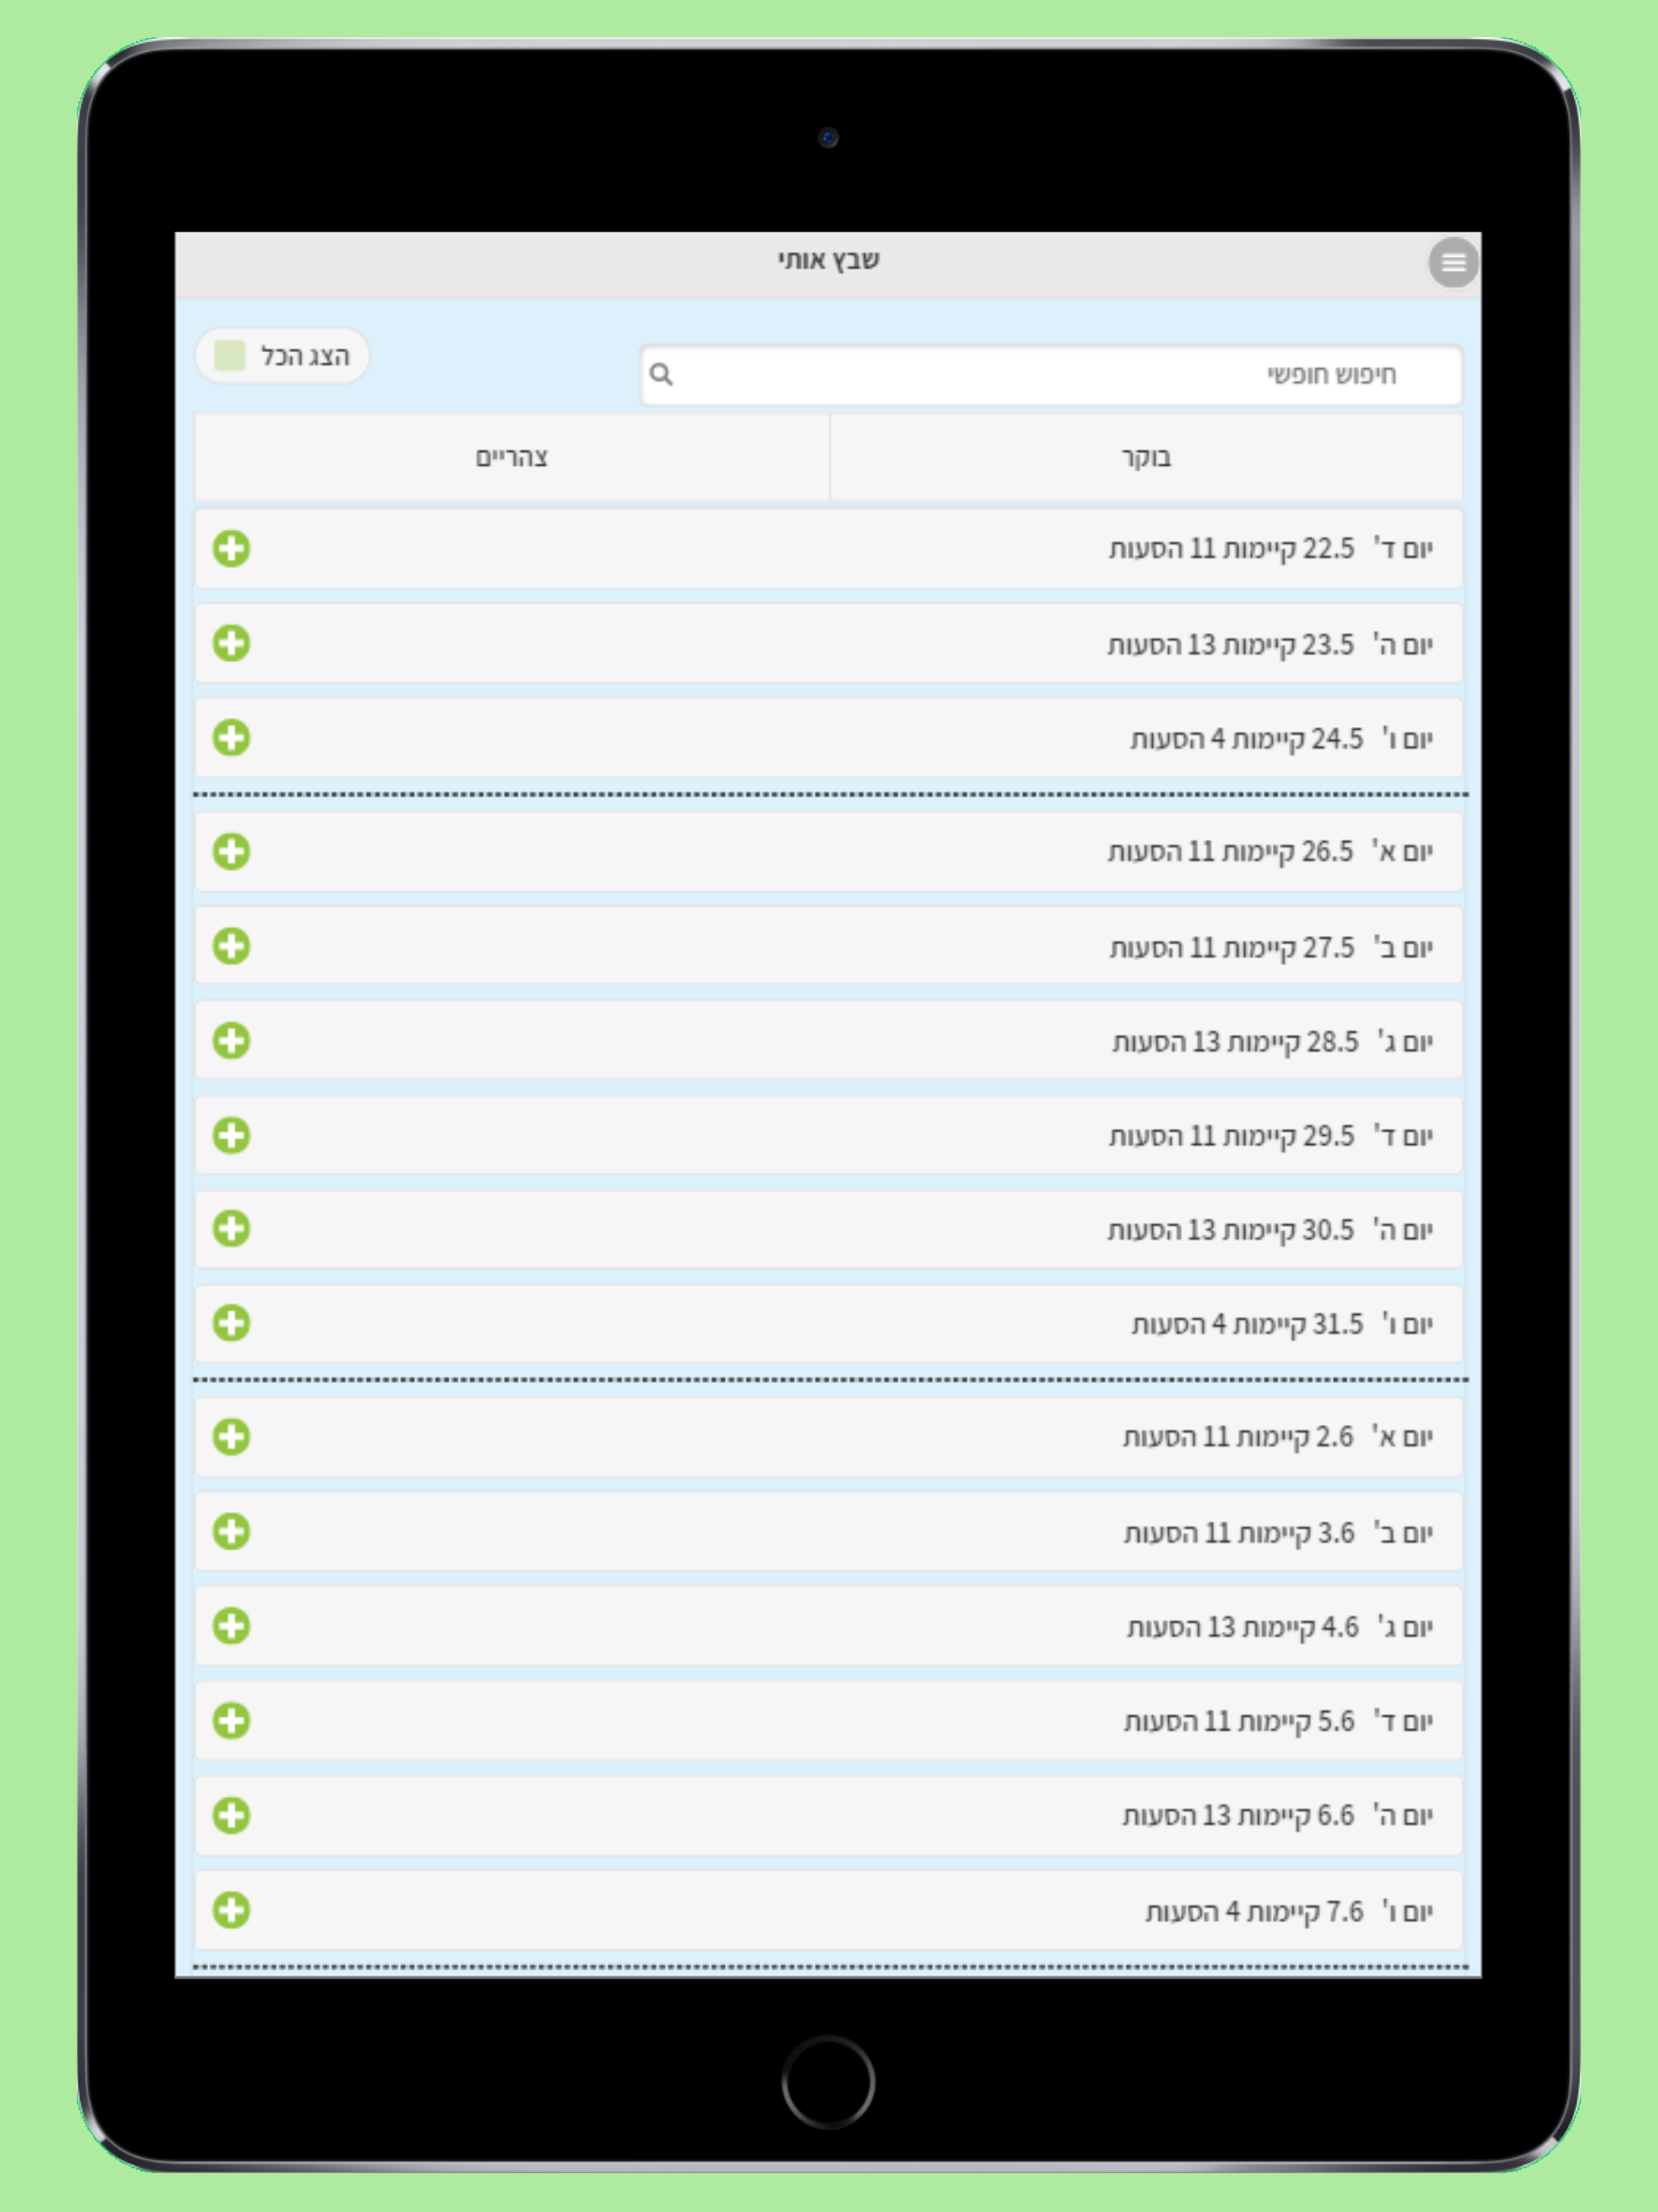 שבץ אותי
חיפוש חופשי
הצג הכל
בוקר
צהריים
יום ד' 22.5 קיימות 11 הסעות
יום ה' 23.5 קיימות 13 הסעות
יום ו' 24.5 קיימות 4 הסעות
יום א' 26.5 קיימות 11 הסעות
יום ב' 27.5 קיימות 11 הסעות
יום ג' 28.5 קיימות 13 הסעות
יום ד' 29.5 קיימות 11 הסעות
יום ה' 30.5 קיימות 13 הסעות
יום ו' 31.5 קיימות 4 הסעות
יום א' 2.6 קיימות 11 הסעות
יום ב' 3.6 קיימות 11 הסעות
יום ג' 4.6 קיימות 13 הסעות
יום ד' 5.6 קיימות 11 הסעות
יום ה' 6.6 קיימות 13 הסעות
יום ו' 7.6 קיימות 4 הסעות